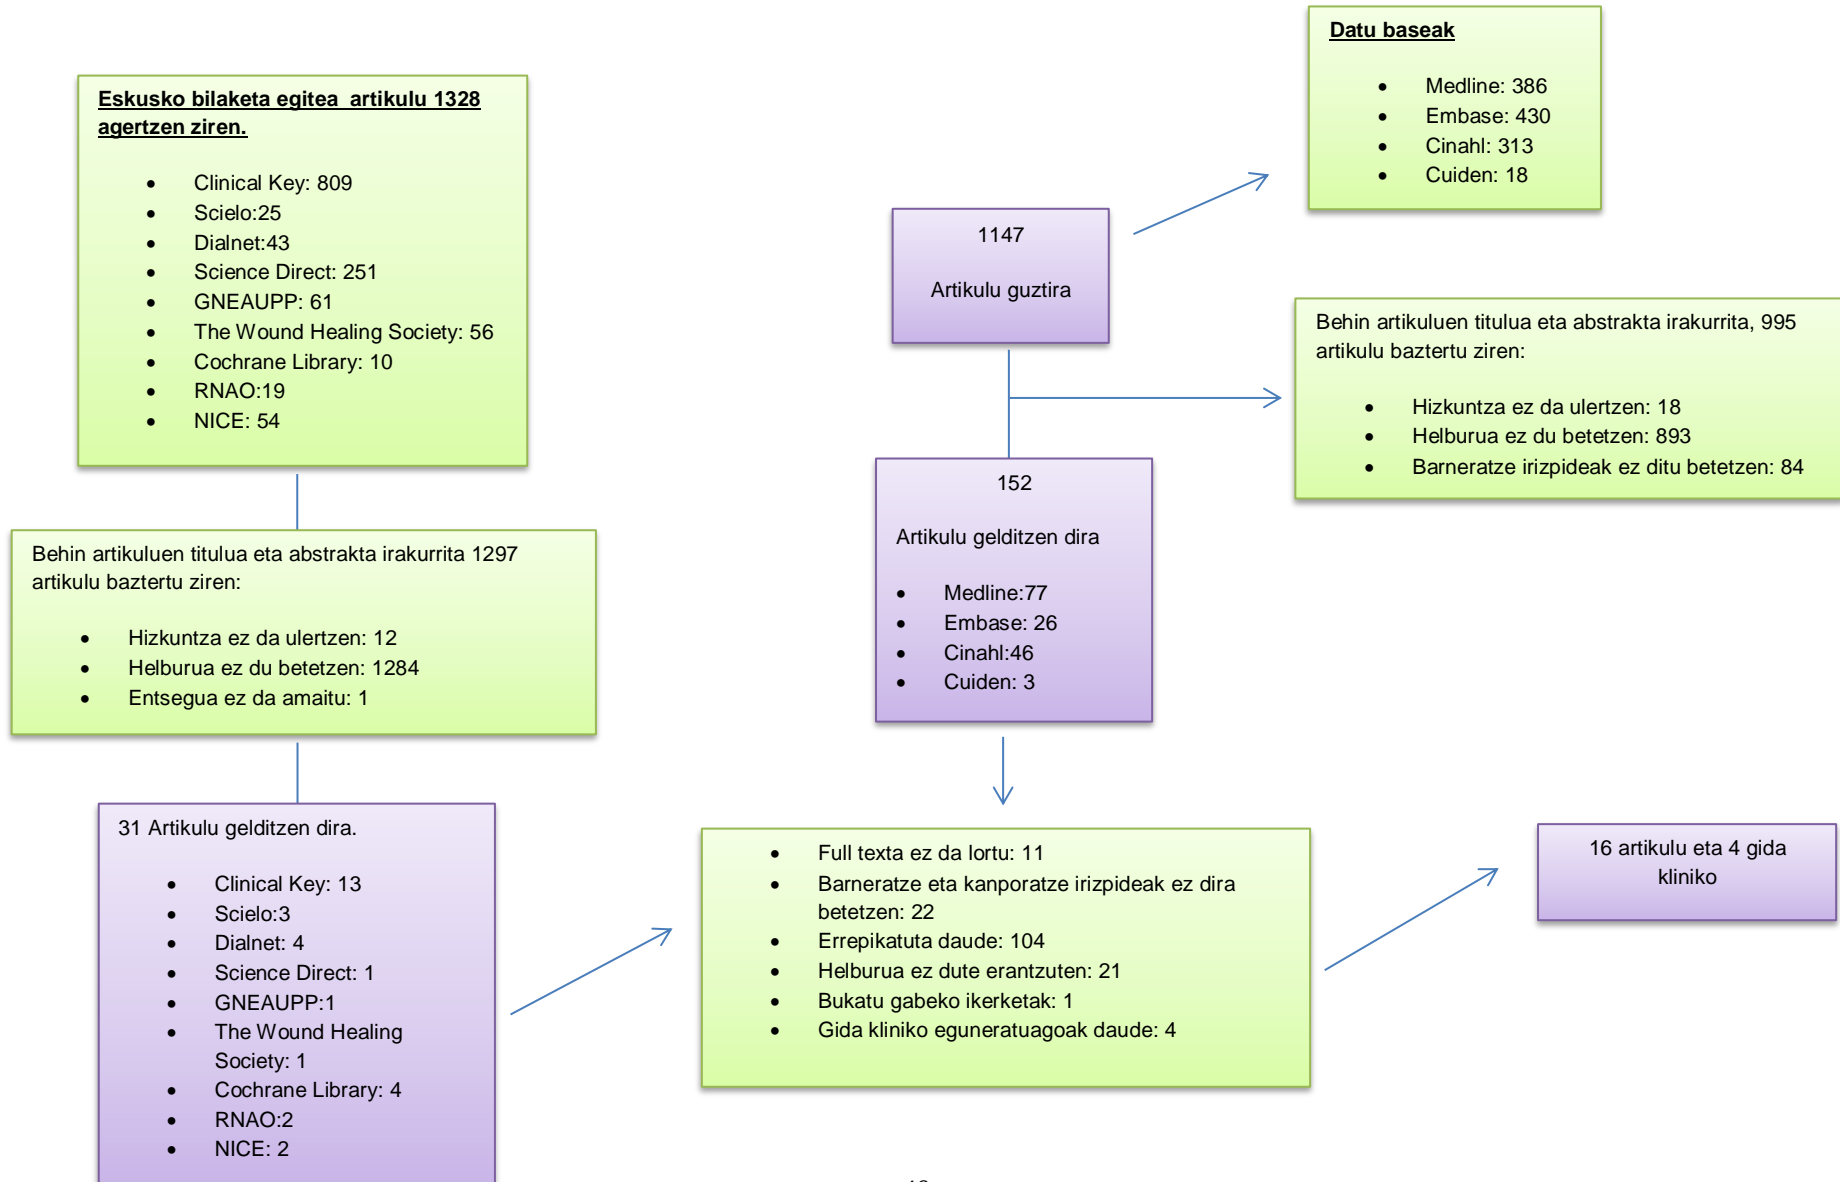 Eskusko bilaketa egitea artikulu 1328
agertzen ziren.
• Clinical Key: 809
• Scielo:25
• Dialnet:43
• Science Direct: 251
• GNEAUPP: 61
• The Wound Healing Society: 56
• Cochrane Library: 10
• RNAO:19
• NICE: 54
Behin artikuluen titulua eta abstrakta irakurrita 1297
artikulu baztertu ziren:
• Hizkuntza ez da ulertzen: 12
• Helburua ez du betetzen: 1284
• Entsegua ez da amaitu: 1
31 Artikulu gelditzen dira.
• Clinical Key: 13
• Scielo:3
• Dialnet: 4
• Science Direct: 1
• GNEAUPP:1
• The Wound Healing
Society: 1
• Cochrane Library: 4
• RNAO:2
• NICE: 2
Datu baseak
• Medline: 386
• Embase: 430
• Cinahl: 313
• Cuiden: 18
1147
Artikulu guztira
Behin artikuluen titulua eta abstrakta irakurrita, 995
artikulu baztertu ziren:
• Hizkuntza ez da ulertzen: 18
• Helburua ez du betetzen: 893
• Barneratze irizpideak ez ditu betetzen: 84
152
Artikulu gelditzen dira
• Medline:77
• Embase: 26
• Cinahl:46
• Cuiden: 3
• Full texta ez da lortu: 11
• Barneratze eta kanporatze irizpideak ez dira
betetzen: 22
• Errepikatuta daude: 104
• Helburua ez dute erantzuten: 21
• Bukatu gabeko ikerketak: 1
• Gida kliniko eguneratuagoak daude: 4
16 artikulu eta 4 gida
kliniko